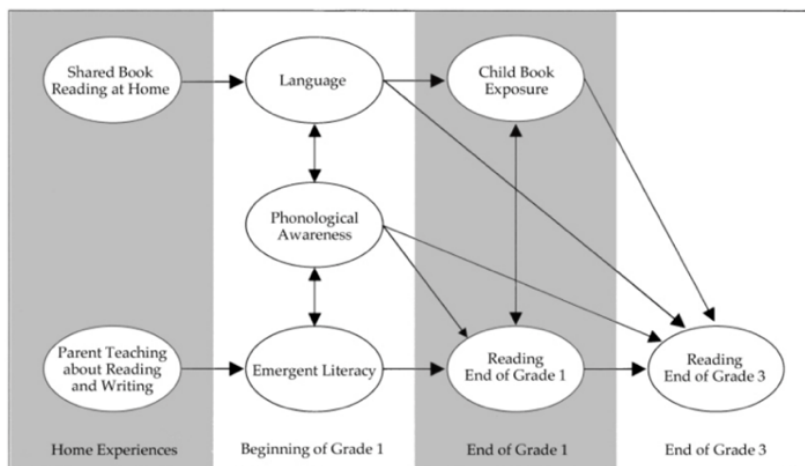 Shared Book
Reading at Home
Language
Child Book
Exposure
Phonological
Awareness
Parent Teaching
about Reading
and Writing
Emergent Literacy
Reading
End of Grade 1
Reading
End of Grade 3
Home Experiences
Beginning of Grade 1
End of Grade 1
End of Grade 3